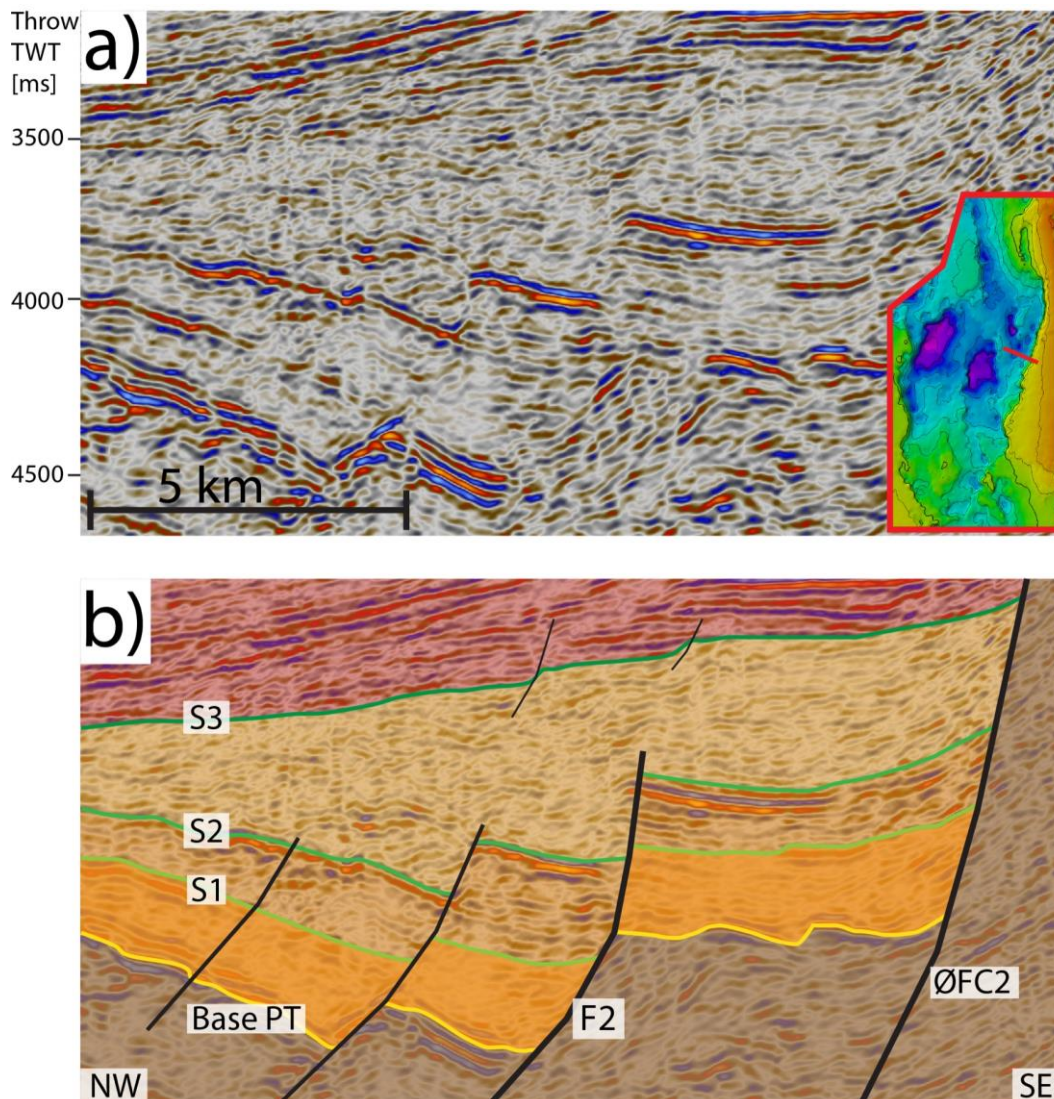 Throw
TWT
[ms]
a)
3500
4000
4500
5 km
b)
S3
S2
S1
Base PT
F2
ØFC2
NW
SE